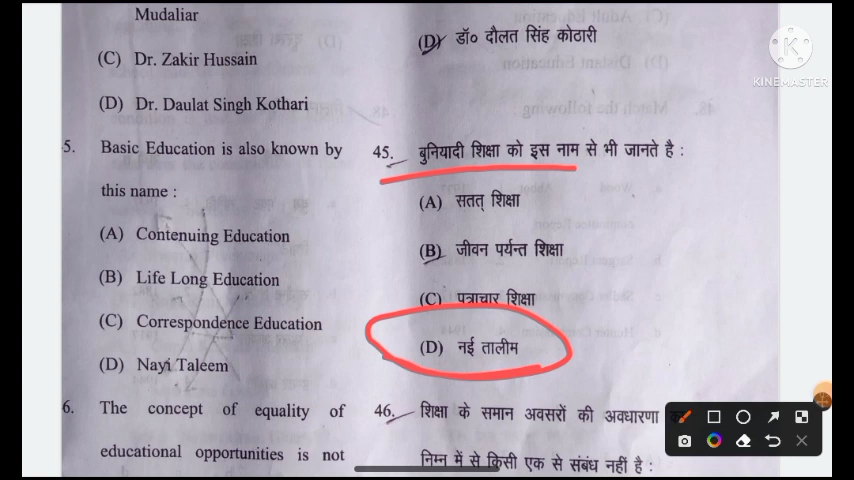 Mudaliar
(C) Dr. Zakir Hussain
(D) Dr. Daulat Singh Kothari
5. Basic Education is also known by
this name :
(A) Contenuing Education
(B) Life Long Education
(C) Correspondence Education
(D) Nayi Taleem
6. The concept of equality of
educational opportunities is not
(D) डॉ० दौलत सिंह कोठारी
45. बुनियादी शिक्षा को इस नाम से भी जानते है :
(A) सतत् शिक्षा
(B) जीवन पर्यन्त शिक्षा
(C) पत्राचार शिक्षा
(D) नई तालीम
46. शिक्षा के समान अवसरों की अवधारणा
निम्न में से किसी एक से संबंध नहीं है :
K
KINEMASTER